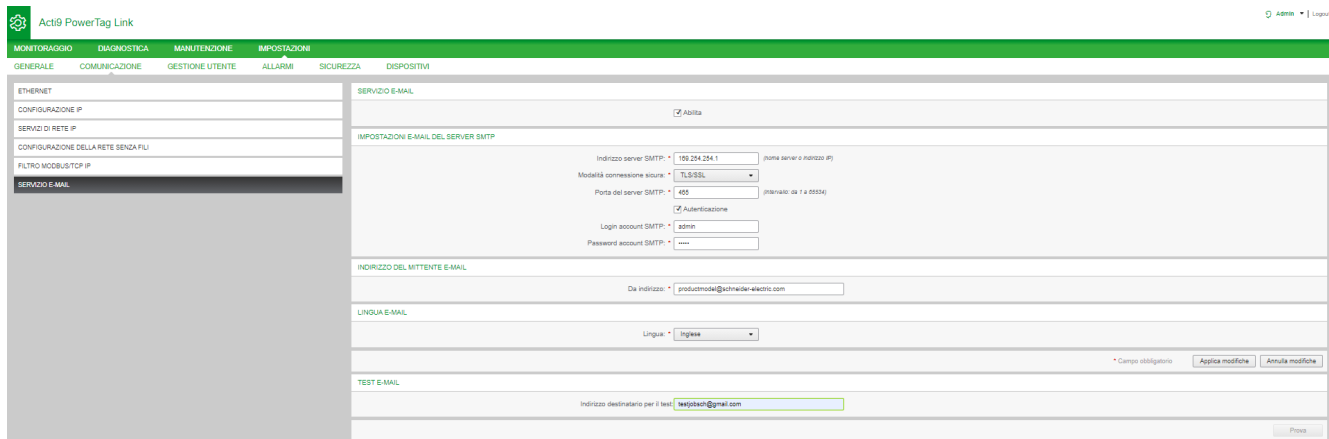 Acti9 PowerTag Link
Admin | Logout
MONITORAGGIO DIAGNOSTICA MANUTENZIONE IMPOSTAZIONI
GENERALE COMUNICAZIONE GESTIONE UTENTE ALLARMI SICUREZZA DISPOSITIVI
ETHERNET
CONFIGURAZIONE IP
SERVIZI DI RETE IP
CONFIGURAZIONE DELLA RETE SENZA FILI
FILTRO MODBUS/TCP IP
SERVIZIO E-MAIL
SERVIZIO E-MAIL
Abilita
IMPOSTAZIONI E-MAIL DEL SERVER SMTP
Indirizzo server SMTP: * 169.254.254.1 (nome server o indirizzo IP)
Modalità connessione sicura: * TLS/SSL
Porta del server SMTP: * 465 (Intervallo: da 1 a 65534)
Autenticazione
Login account SMTP: * admin
Password account SMTP: * •••••
INDIRIZZO DEL MITTENTE E-MAIL
Da indirizzo: * productmodel@schneider-electric.com
LINGUA E-MAIL
Lingua: * Inglese
* Campo obbligatorio Applica modifiche Annulla modifiche
TEST E-MAIL
Indirizzo destinatario per il test: testjobsch@gmail.com
Prova